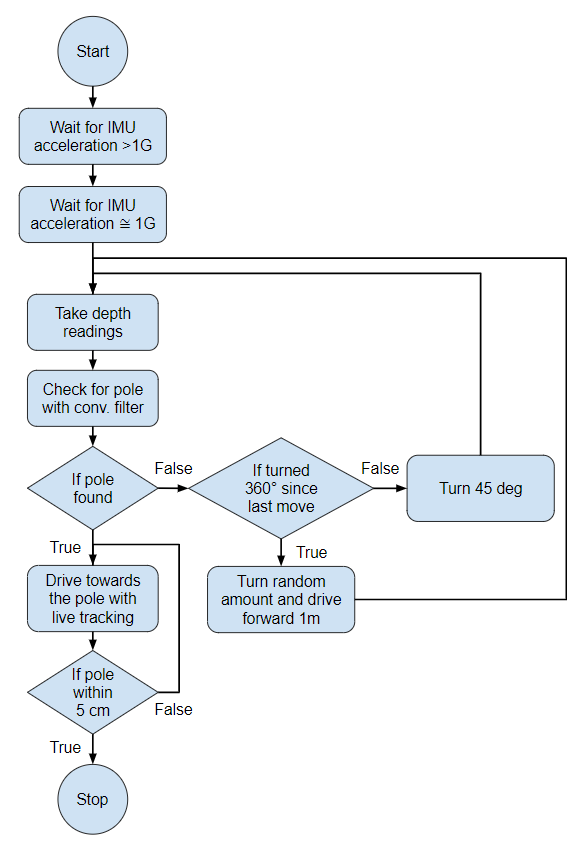 Start
Wait for IMU
acceleration >1G
Wait for IMU
acceleration ≅ 1G
Take depth
readings
Check for pole
with conv. filter
If pole
found
False
If turned
360° since
last move
False
Turn 45 deg
True
True
Drive towards
the pole with
live tracking
Turn random
amount and drive
forward 1m
If pole
within
5 cm
False
True
Stop